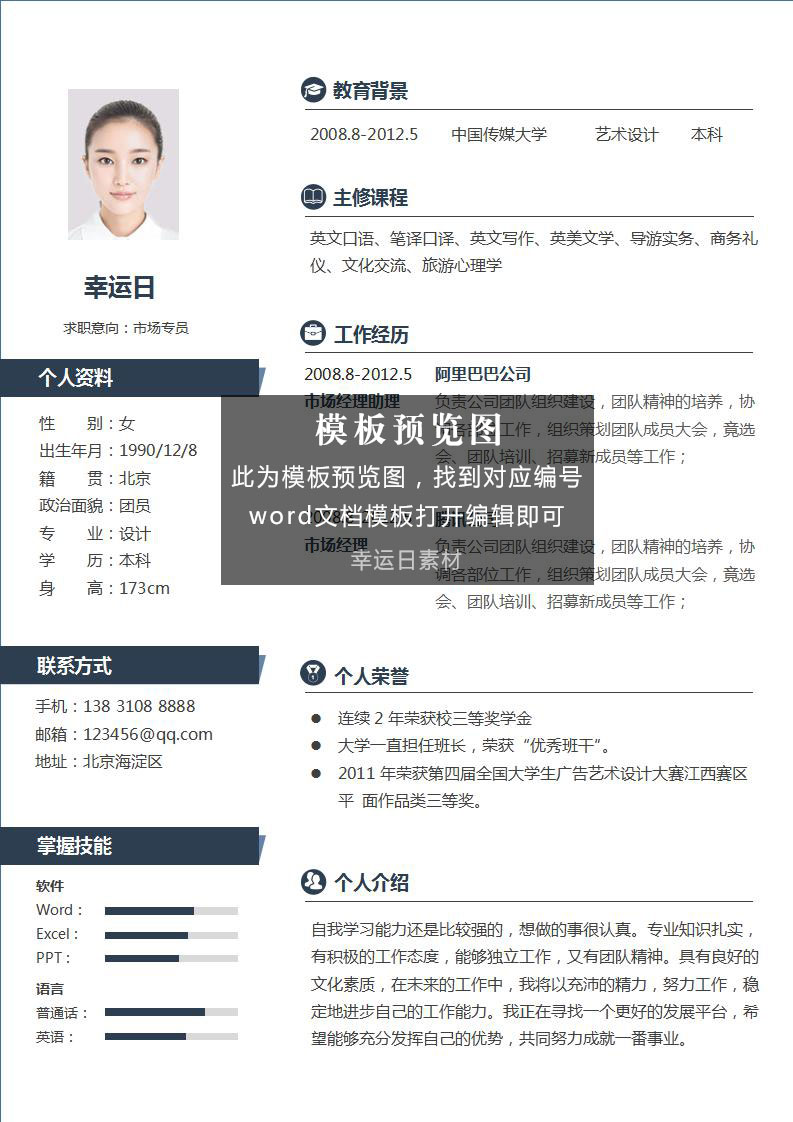 幸运日
求职意向：市场专员
个人资料
性　　别：女
出生年月：1990/12/8
籍　　贯：北京
政治面貌：团员
专　　业：设计
学　　历：本科
身　　高：173cm
联系方式
手机：138 3108 8888
邮箱：123456@qq.com
地址：北京海淀区
掌握技能
软件
Word：
Excel：
PPT：
语言
普通话：
英语：
教育背景
2008.8-2012.5 中国传媒大学 艺术设计 本科
主修课程
英文口语、笔译口译、英文写作、英美文学、导游实务、商务礼
仪、文化交流、旅游心理学
工作经历
2008.8-2012.5 阿里巴巴公司
市场经理助理 负责公司团队组织建设，团队精神的培养，协
调各部位工作，组织策划团队成员大会，竟选
会、团队培训、招募新成员等工作；
市场经理 负责公司团队组织建设，团队精神的培养，协
调各部位工作，组织策划团队成员大会，竟选
会、团队培训、招募新成员等工作；
模板预览图
此为模板预览图，找到对应编号
word文档模板打开编辑即可
幸运日素材
个人荣誉
● 连续 2 年荣获校三等奖学金
● 大学一直担任班长，荣获“优秀班干”。
● 2011 年荣获第四届全国大学生广告艺术设计大赛江西赛区
平 面作品类三等奖。
个人介绍
自我学习能力还是比较强的，想做的事很认真。专业知识扎实，
有积极的工作态度，能够独立工作，又有团队精神。具有良好的
文化素质，在未来的工作中，我将以充沛的精力，努力工作，稳
定地进步自己的工作能力。我正在寻找一个更好的发展平台，希
望能够充分发挥自己的优势，共同努力成就一番事业。